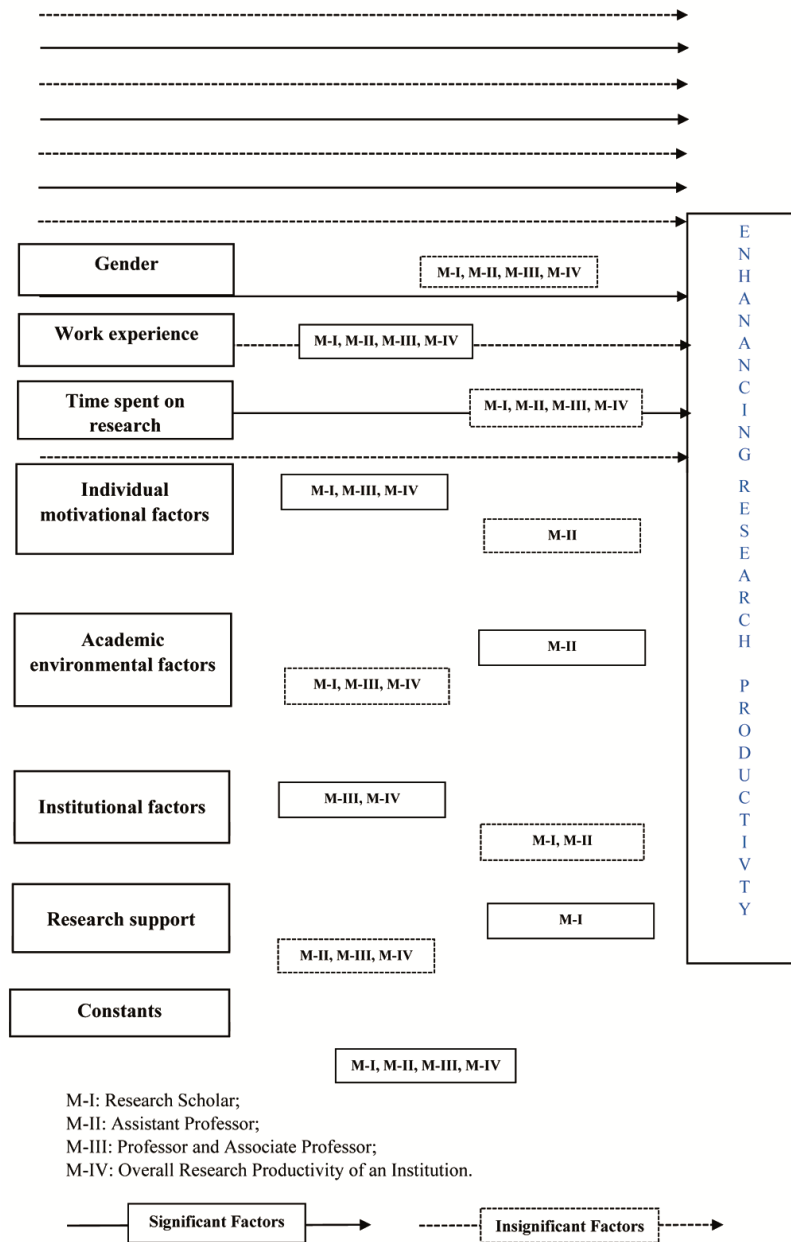 Gender
M-I, M-II, M-III, M-IV
Work experience
M-I, M-II, M-III, M-IV
Time spent on
research
M-I, M-II, M-III, M-IV
Individual
motivational factors
M-I, M-III, M-IV
M-II
Academic
environmental factors
M-II
M-I, M-III, M-IV
Institutional factors
M-III, M-IV
M-I, M-II
Research support
M-I
M-II, M-III, M-IV
Constants
M-I, M-II, M-III, M-IV
ENHANANCING RESEARCH PRODUCTIVTY
M-I: Research Scholar;
M-II: Assistant Professor;
M-III: Professor and Associate Professor;
M-IV: Overall Research Productivity of an Institution.
Significant Factors
Insignificant Factors